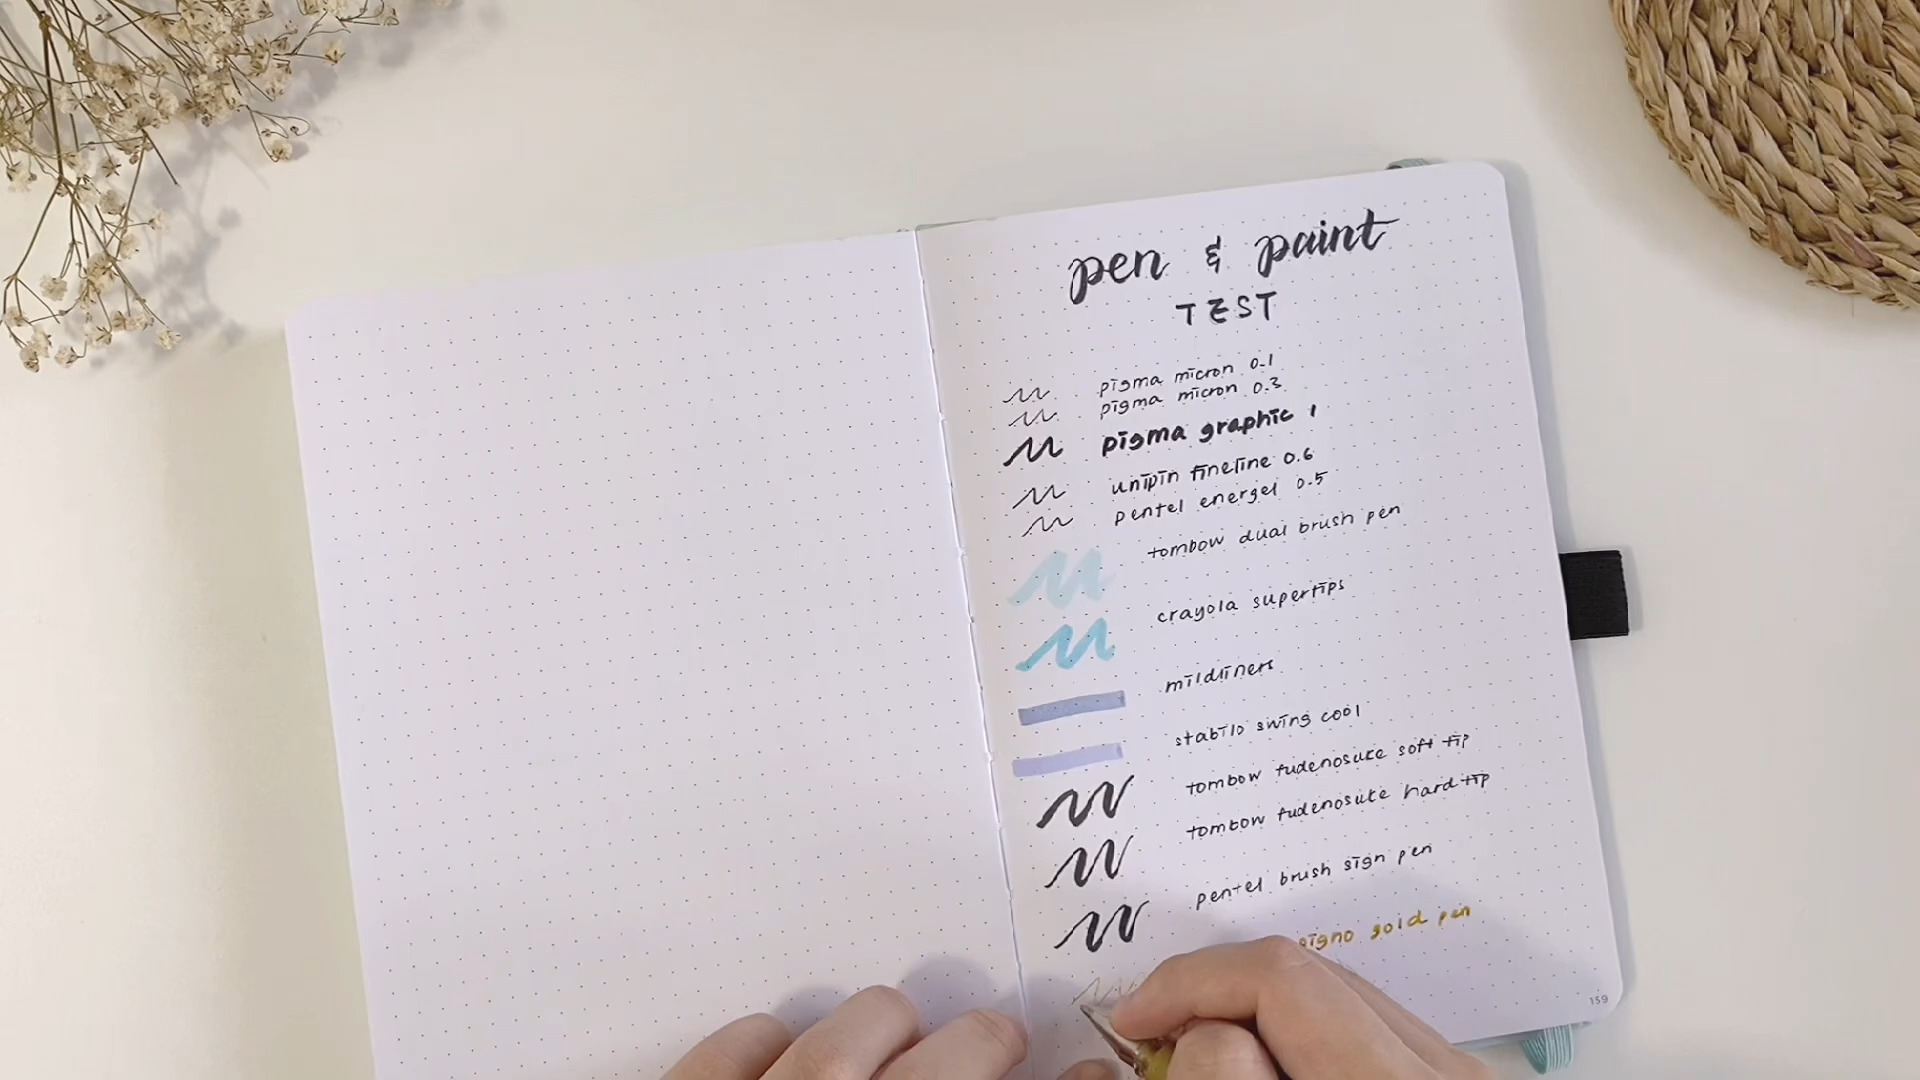 pen & paint
TEST
pigma micron 0.1
pigma micron 0.3
pigma graphic 1
unipin fineline 0.6
pentel energel 0.5
tombow dual brush pen
crayola supertips
mildliners
stabilo swing cool
tombow fudenosuke soft tip
tombow fudenosuke hard tip
pentel brush sign pen
signo gold pen
159